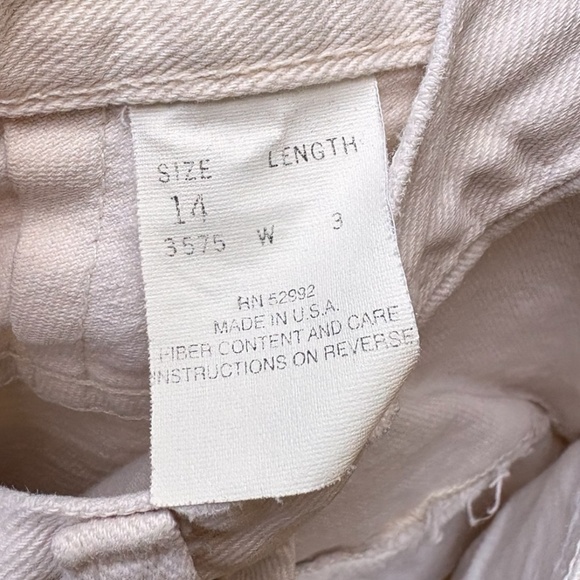 SIZE LENGTH
14
3575 W 3
RN 52992
MADE IN U.S.A.
FIBER CONTENT AND CARE
INSTRUCTIONS ON REVERSE